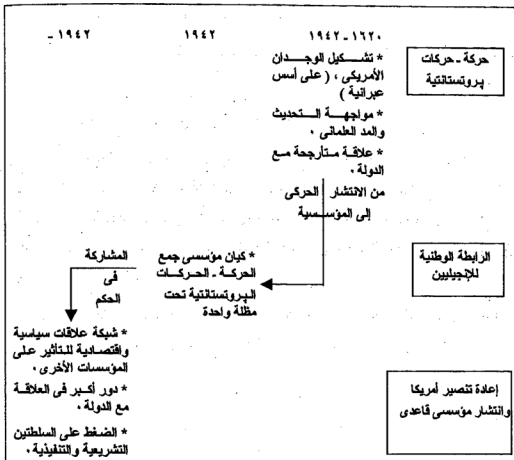 ١٦٢٠-١٩٤٢
١٩٤٢
١٩٤٢ -
حركة - حركات
بروتستانتية
* تشكيل الوجدان
الأمريكى ، ( على أسس
عبرانية )
* مواجهة التحديث
والمد العلمانى .
* علاقة متأرجحة مع
الدولة .
من الانتشار الحركى
إلى المؤسسية
الرابطة الوطنية
للإنجيليين
* كيان مؤسسى جمع
الحركة - الحركات
البروتستانتية تحت
مظلة واحدة
المشاركة
فى
الحكم
* شبكة علاقات سياسية
واقتصادية للتأثير على
المؤسسات الأخرى .
* دور أكبر فى العلاقة
مع الدولة .
* الضغط على السلطتين
التشريعية والتنفيذية .
إعادة تنصير أمريكا
وانتشار مؤسسى قاعدى